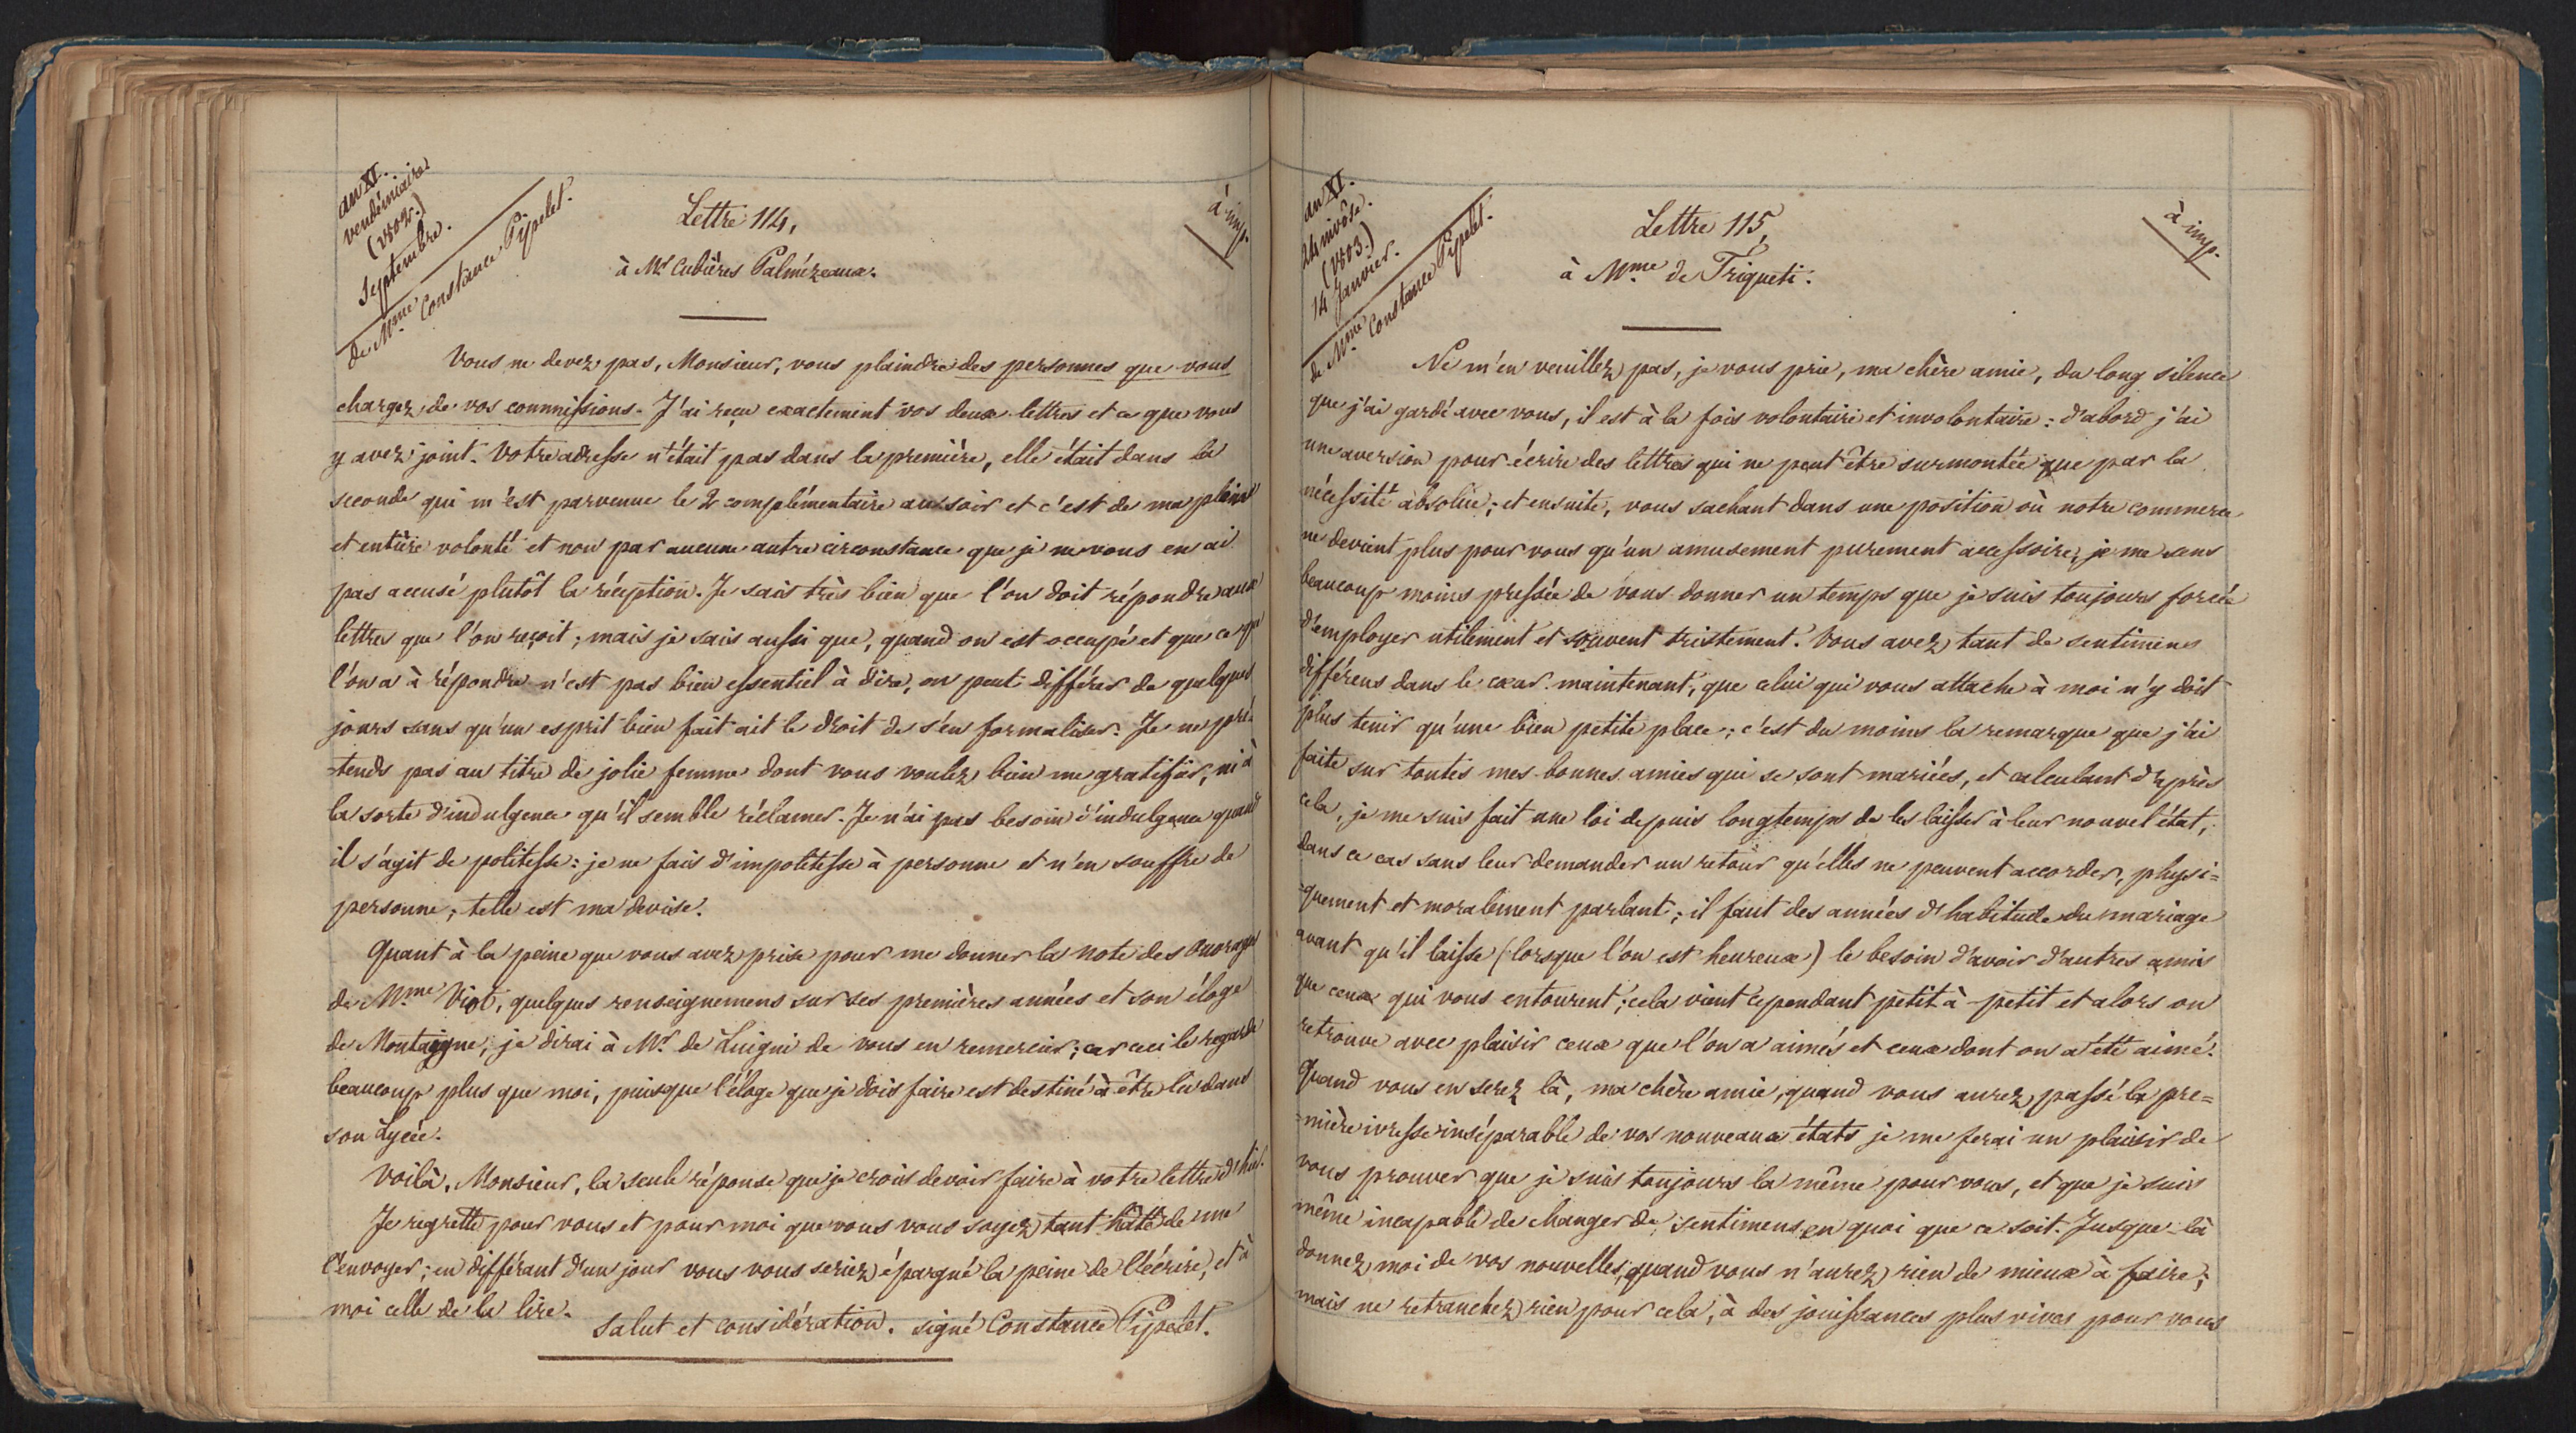 an XI.
vendémiaire
(1802.)
Septembre.
de Mme Constance Pipelet.
Lettre 114,
à imp.
à Mr Cubières Palmézeaux.
Vous ne devez pas, Monsieur, vous plaindre des personnes que vous
chargez de vos commissions. J'ai reçu exactement vos deux lettres et ce que vous
y avez joint. Votre adresse n'était pas dans la première, elle était dans la
seconde qui m'est parvenue le 2 complémentaire au soir et c'est de ma pleine
et entière volonté et non par aucune autre circonstance que je ne vous en ai
pas accusé plutôt la réception. Je sais très bien que l'on doit répondre aux
lettres que l'on reçoit; mais je sais aussi que, quand on est occupé et que ce que
l'on a à répondre n'est pas bien essentiel à dire, on peut différer de quelques
jours sans qu'un esprit bien fait ait le droit de s'en formaliser. Je ne pré-
-tends pas au titre de jolie femme dont vous voulez bien me gratifier, ni à
la sorte d'indulgence qu'il semble réclamer. Je n'ai pas besoin d'indulgence quand
il s'agit de politesse: je ne fais d'impolitesse à personne et n'en souffre de
personne; telle est ma devise.
Quant à la peine que vous avez prise pour me donner la note des ouvrages
de Mme Viot, quelques renseignemens sur ses premières années et son éloge
de Montaigne, je dirai à Mr de Luigni de vous en remercier; car ceci le regarde
beaucoup plus que moi, puisque l'éloge que je dois faire est destiné à être lu dans
son Lycée.
Voilà, Monsieur, la seule réponse que je crois devoir faire à votre lettre d'hier.
Je regrette pour vous et pour moi que vous vous soyez tant hâté de me
l'envoyer; en différant d'un jour vous vous seriez épargné la peine de l'écrire, et à
moi celle de la lire.
Salut et considération. signé Constance Pipelet.
an XI.
24 nivôse.
(1803.)
14 Janvier.
de Mme Constance Pipelet.
Lettre 115,
à imp.
à Mme de Triqueti.
Ne m'en veuillez pas, je vous prie, ma chère amie, du long silence
que j'ai gardé avec vous, il est à la fois volontaire et involontaire: d'abord j'ai
une aversion pour écrire des lettres qui ne peut être surmontée que par la
nécessité absolue; et ensuite, vous sachant dans une position où notre commerce
ne devient plus pour vous qu'un amusement purement accessoire, je me sens
beaucoup moins pressée de vous donner un temps que je suis toujours forcée
d'employer utilement et souvent tristement. Vous avez tant de sentimens
différens dans le cœur maintenant, que celui qui vous attache à moi n'y doit
plus tenir qu'une bien petite place; c'est du moins la remarque que j'ai
faite sur toutes mes bonnes amies qui se sont mariées, et calculant d'après
cela, je me suis fait une loi depuis longtemps de les laisser à leur nouvel état,
dans ce cas sans leur demander un retour qu'elles ne peuvent accorder, physi=
-quement et moralement parlant; il faut des années d'habitude du mariage
avant qu'il laisse (lorsque l'on est heureux) le besoin d'avoir d'autres amis
que ceux qui vous entourent; cela vient cependant petit à petit et alors on
retrouve avec plaisir ceux que l'on a aimés et ceux dont on a été aimé.
Quand vous en serez là, ma chère amie, quand vous aurez passé la pre=
-mière ivresse inséparable de vos nouveaux états je me ferai un plaisir de
vous prouver que je suis toujours la même pour vous, et que je suis
même incapable de changer de sentimens en quoi que ce soit. Jusque-là
donnez moi de vos nouvelles, quand vous n'aurez rien de mieux à faire;
mais ne retranchez rien pour cela, à des jouissances plus vives pour vous